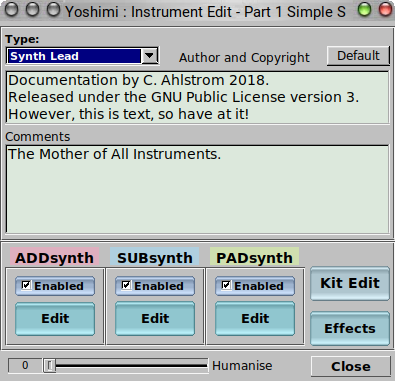 Yoshimi : Instrument Edit - Part 1 Simple S
Type:
Synth Lead
Author and Copyright
Default
Documentation by C. Ahlstrom 2018.
Released under the GNU Public License version 3.
However, this is text, so have at it!
Comments
The Mother of All Instruments.
ADDsynth SUBsynth PADsynth
Enabled Enabled Enabled
Kit Edit
Edit Edit Edit
Effects
0 Humanise Close